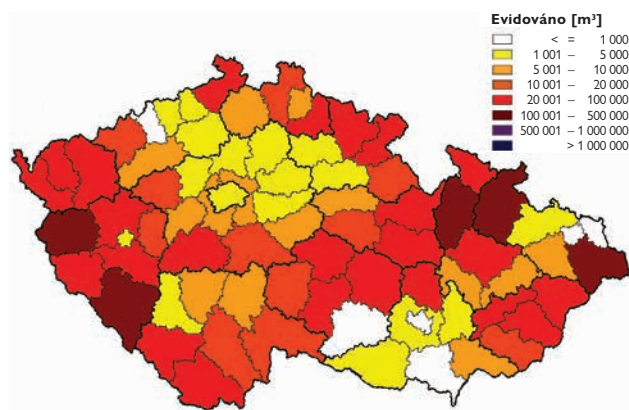 Evidováno [m³]
< = 1 000
1 001 – 5 000
5 001 – 10 000
10 001 – 20 000
20 001 – 100 000
100 001 – 500 000
500 001 – 1 000 000
> 1 000 000